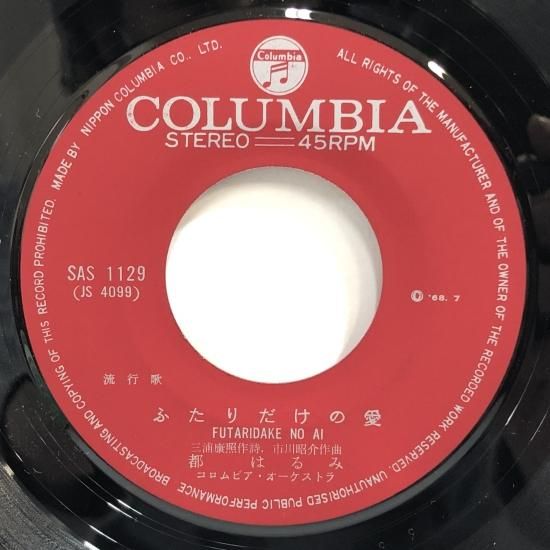 Columbia
COLUMBIA
STEREO 45RPM
MADE BY NIPPON COLUMBIA CO., LTD. ALL RIGHTS OF THE MANUFACTURER AND OF THE OWNER OF THE RECORDED WORK RESERVED. UNAUTHORISED PUBLIC PERFORMANCE BROADCASTING AND COPYING OF THIS RECORD PROHIBITED.
SAS 1129
(JS 4099)
Ⓟ '68. 7
流行歌
ふたりだけの愛
FUTARIDAKE NO AI
三浦康照作詩、市川昭介作曲
都はるみ
コロムビア・オーケストラ